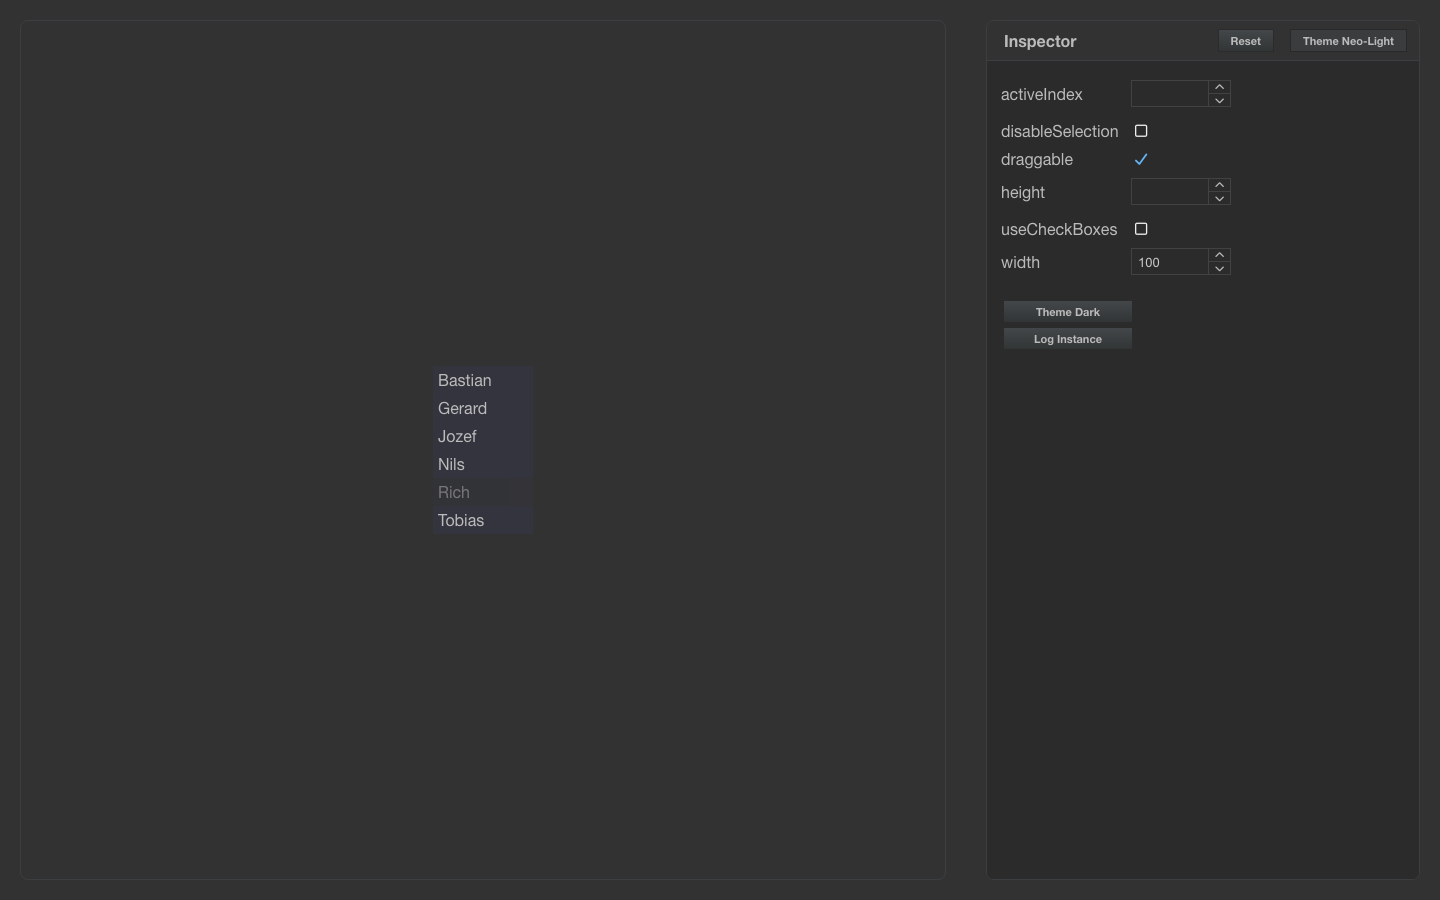 Inspector
Reset
Theme Neo-Light
activeIndex
disableSelection
draggable
height
useCheckBoxes
width 100
Theme Dark
Log Instance
Bastian
Gerard
Jozef
Nils
Rich
Tobias